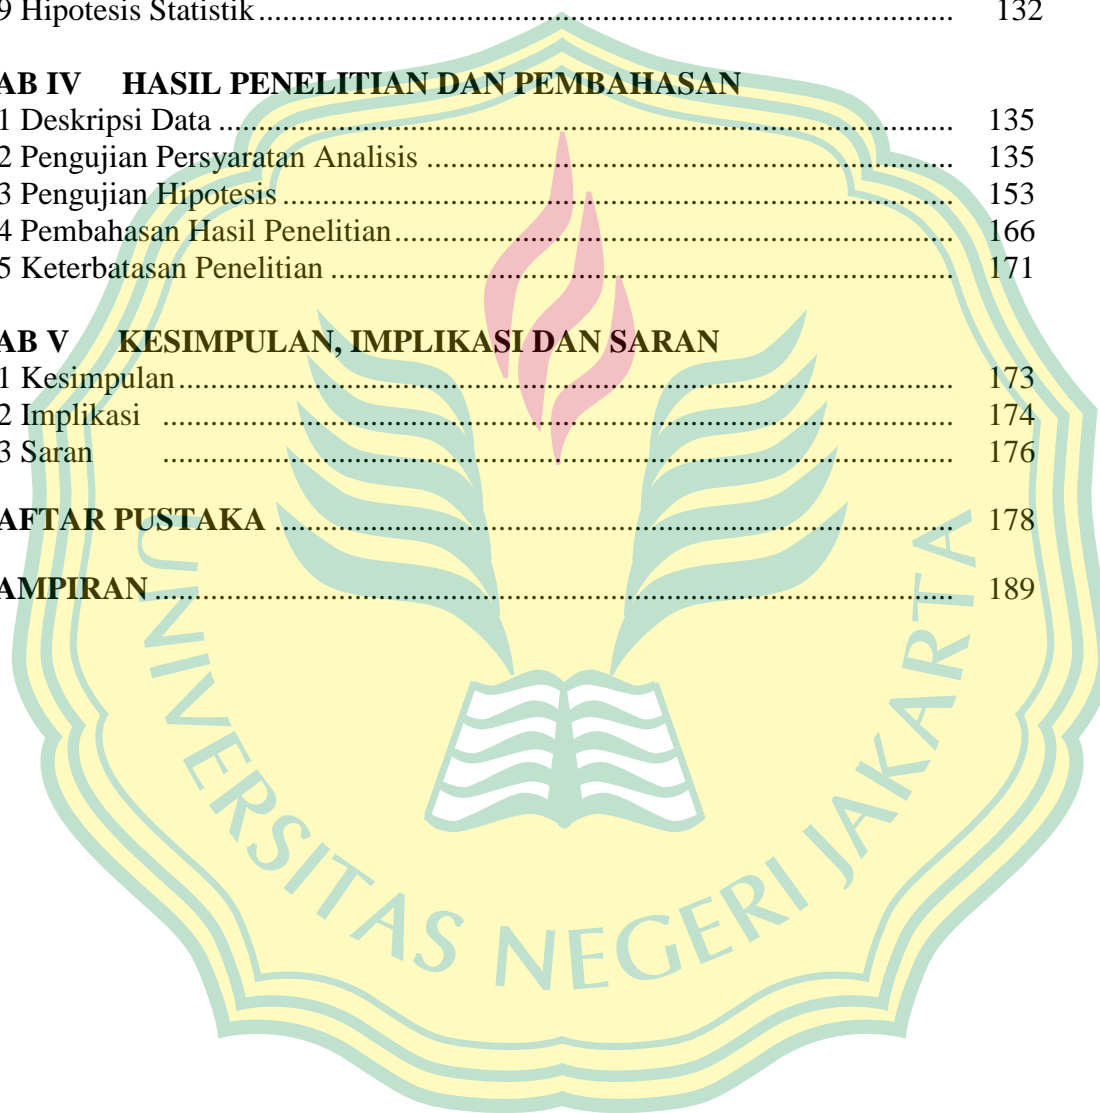 9 Hipotesis Statistik .................................................................................... 132
AB IV HASIL PENELITIAN DAN PEMBAHASAN
1 Deskripsi Data ......................................................................................... 135
2 Pengujian Persyaratan Analisis ................................................................ 135
3 Pengujian Hipotesis .................................................................................. 153
4 Pembahasan Hasil Penelitian .................................................................... 166
5 Keterbatasan Penelitian ............................................................................ 171
AB V KESIMPULAN, IMPLIKASI DAN SARAN
1 Kesimpulan .............................................................................................. 173
2 Implikasi ................................................................................................ 174
3 Saran ................................................................................................ 176
AFTAR PUSTAKA .................................................................................. 178
AMPIRAN ................................................................................................ 189
UNIVERSITAS NEGERI JAKARTA